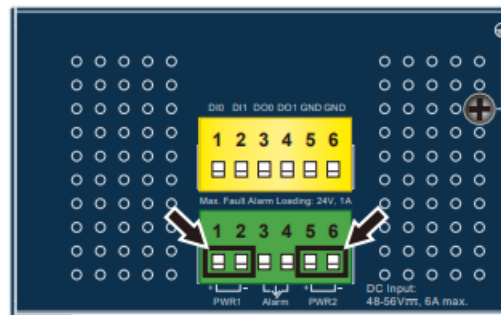 DI0 DI1 DO0 DO1 GND GND
1 2 3 4 5 6
Max. Fault Alarm Loading: 24V, 1A
1 2 3 4 5 6
+ − + −
PWR1 Alarm PWR2
DC Input:
48-56V⎓, 6A max.